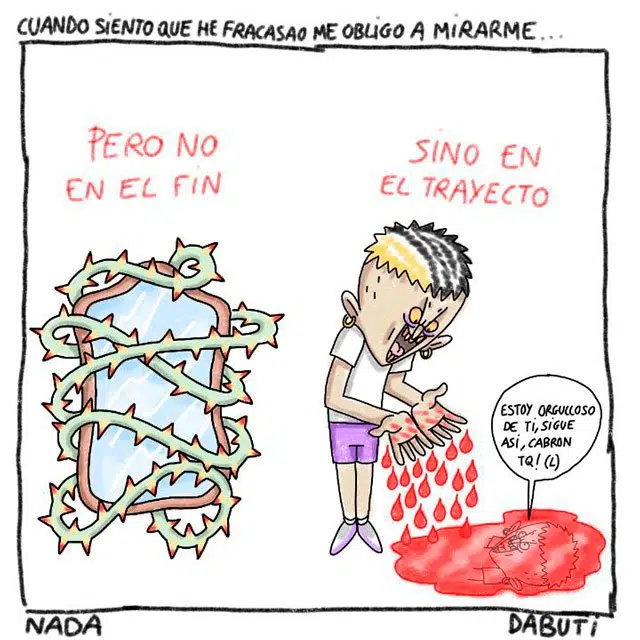 CUANDO SIENTO QUE HE FRACASAO ME OBLIGO A MIRARME...
PERO NO
EN EL FIN
SINO EN
EL TRAYECTO
ESTOY ORGULLOSO
DE TI, SIGUE
ASI, CABRON
TQ! (L)
NADA
DABUTI